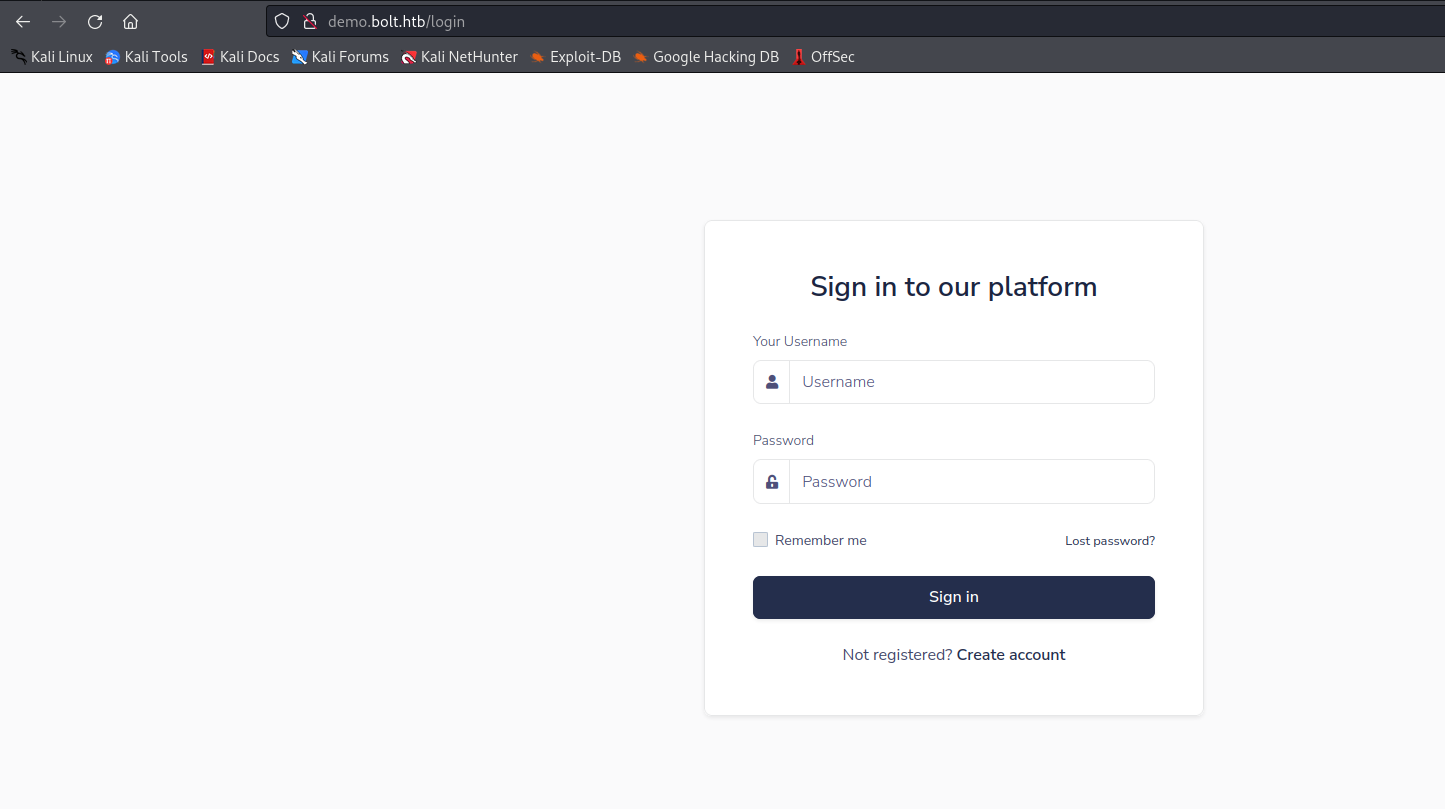 demo.bolt.htb/login
Kali Linux Kali Tools Kali Docs Kali Forums Kali NetHunter Exploit-DB Google Hacking DB OffSec
Sign in to our platform
Your Username
Username
Password
Password
Remember me Lost password?
Sign in
Not registered? Create account